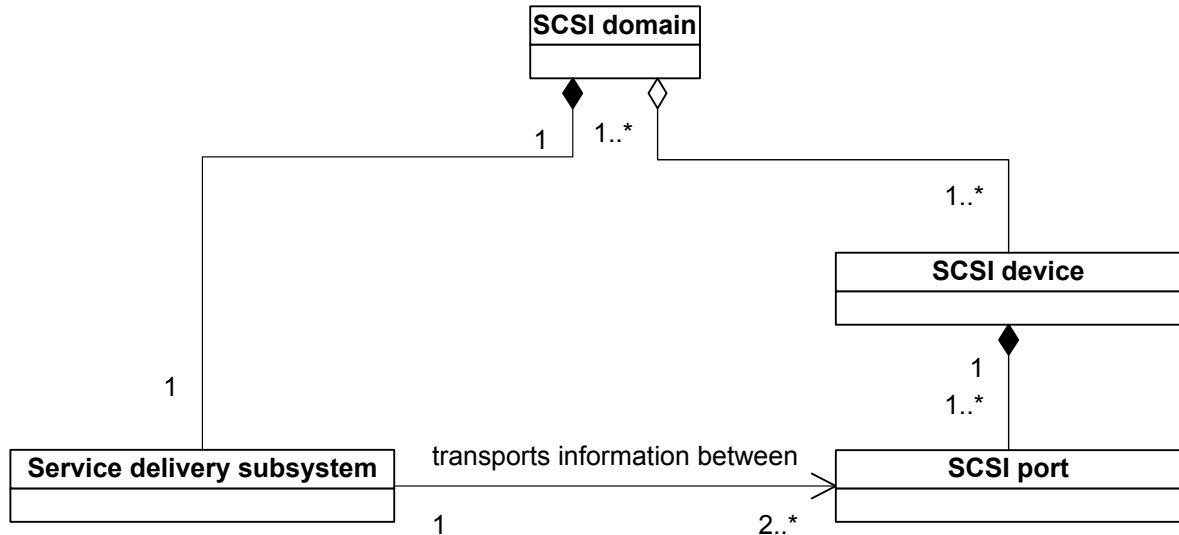 SCSI domain
1
1..*
1..*
SCSI device
1
1
1..*
Service delivery subsystem
transports information between
SCSI port
1
2..*